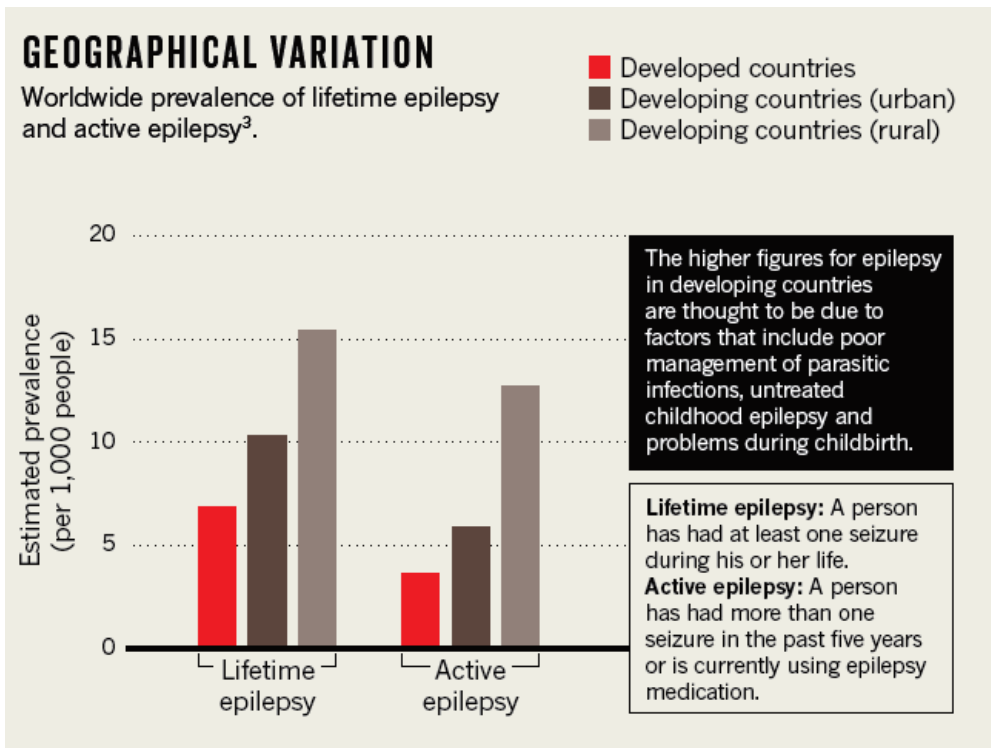 GEOGRAPHICAL VARIATION
Worldwide prevalence of lifetime epilepsy
and active epilepsy³.
Developed countries
Developing countries (urban)
Developing countries (rural)
Estimated prevalence
(per 1,000 people)
20
15
10
5
0
Lifetime
epilepsy
Active
epilepsy
The higher figures for epilepsy
in developing countries
are thought to be due to
factors that include poor
management of parasitic
infections, untreated
childhood epilepsy and
problems during childbirth.
Lifetime epilepsy: A person
has had at least one seizure
during his or her life.
Active epilepsy: A person
has had more than one
seizure in the past five years
or is currently using epilepsy
medication.